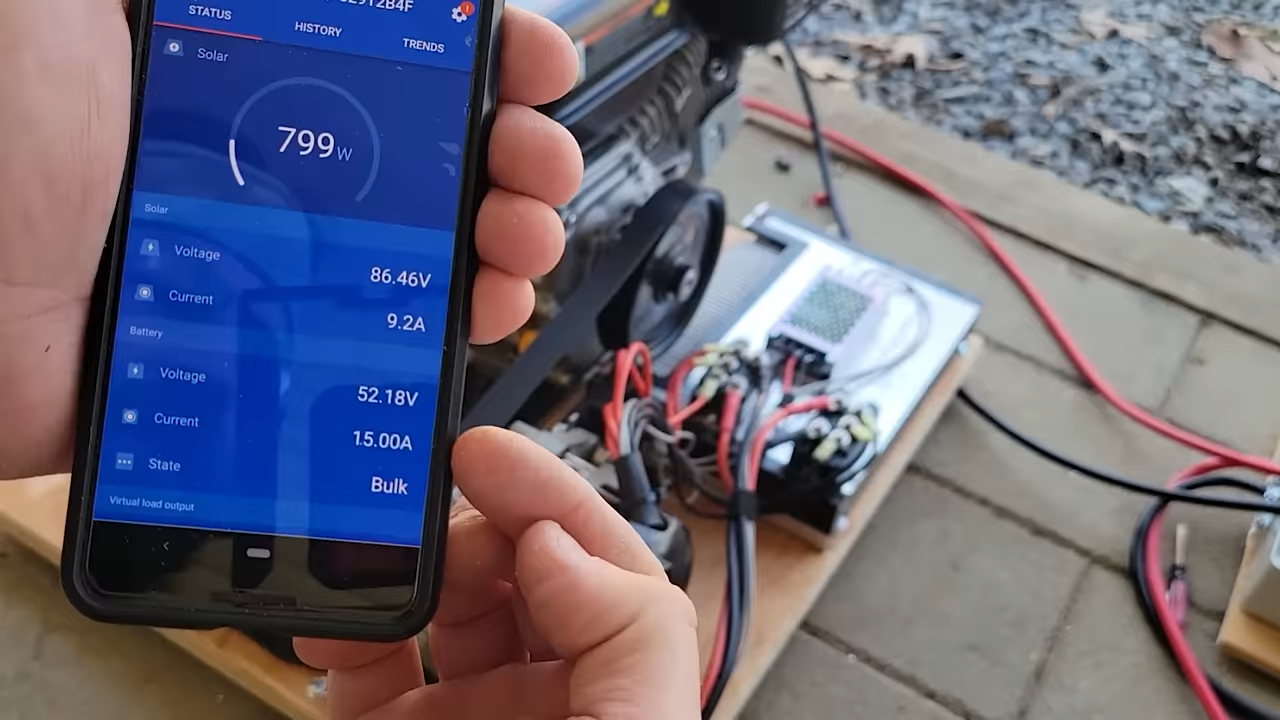 STATUS
HISTORY
TRENDS
!
Solar
799W
Solar
Voltage 86.46V
Current 9.2A
Battery
Voltage 52.18V
Current 15.00A
State Bulk
Virtual load output